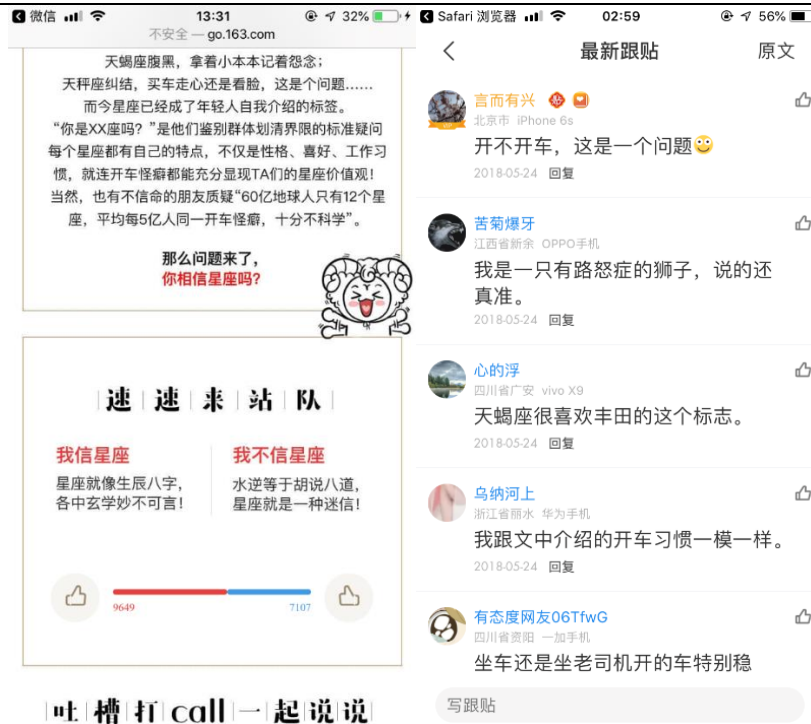 微信
13:31
32%
不安全 — go.163.com
天蝎座腹黑，拿着小本本记着怨念；
天秤座纠结，买车走心还是看脸，这是个问题……
而今星座已经成了年轻人自我介绍的标签。
“你是XX座吗？”是他们鉴别群体划清界限的标准疑问
每个星座都有自己的特点，不仅是性格、喜好、工作习
惯，就连开车怪癖都能充分显现TA们的星座价值观！
当然，也有不信命的朋友质疑“60亿地球人只有12个星
座，平均每5亿人同一开车怪癖，十分不科学”。
那么问题来了，
你相信星座吗？
速速来站队
我信星座
星座就像生辰八字，
各中玄学妙不可言！
我不信星座
水逆等于胡说八道，
星座就是一种迷信！
9649
7107
吐槽打call一起说说
Safari 浏览器
02:59
56%
最新跟贴
原文
言而有兴
北京市 iPhone 6s
开不开车，这是一个问题
2018-05-24 回复
苦菊爆牙
江西省新余 OPPO手机
我是一只有路怒症的狮子，说的还
真准。
2018-05-24 回复
心的浮
四川省广安 vivo X9
天蝎座很喜欢丰田的这个标志。
2018-05-24 回复
乌纳河上
浙江省丽水 华为手机
我跟文中介绍的开车习惯一模一样。
2018-05-24 回复
有态度网友06TfwG
四川省资阳 一加手机
坐车还是坐老司机开的车特别稳
写跟贴